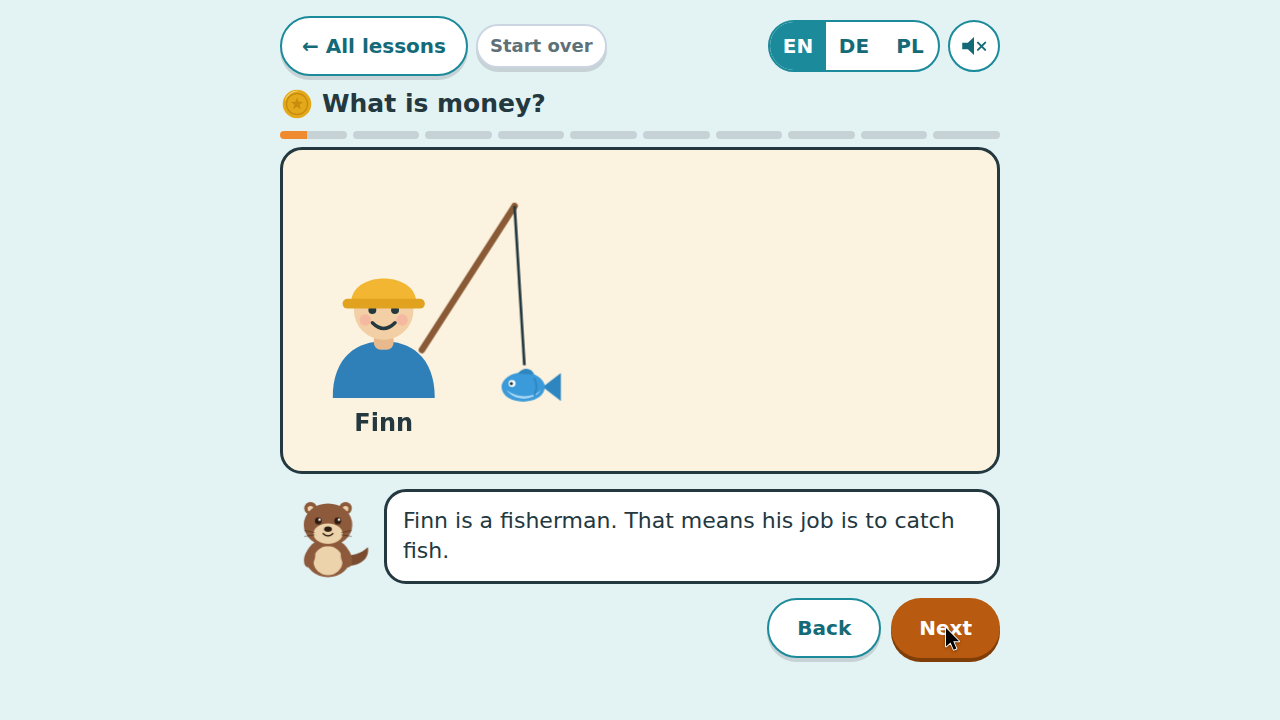 ← All lessons
Start over
EN DE PL
What is money?
Finn
Finn is a fisherman. That means his job is to catch
fish.
Back
Next